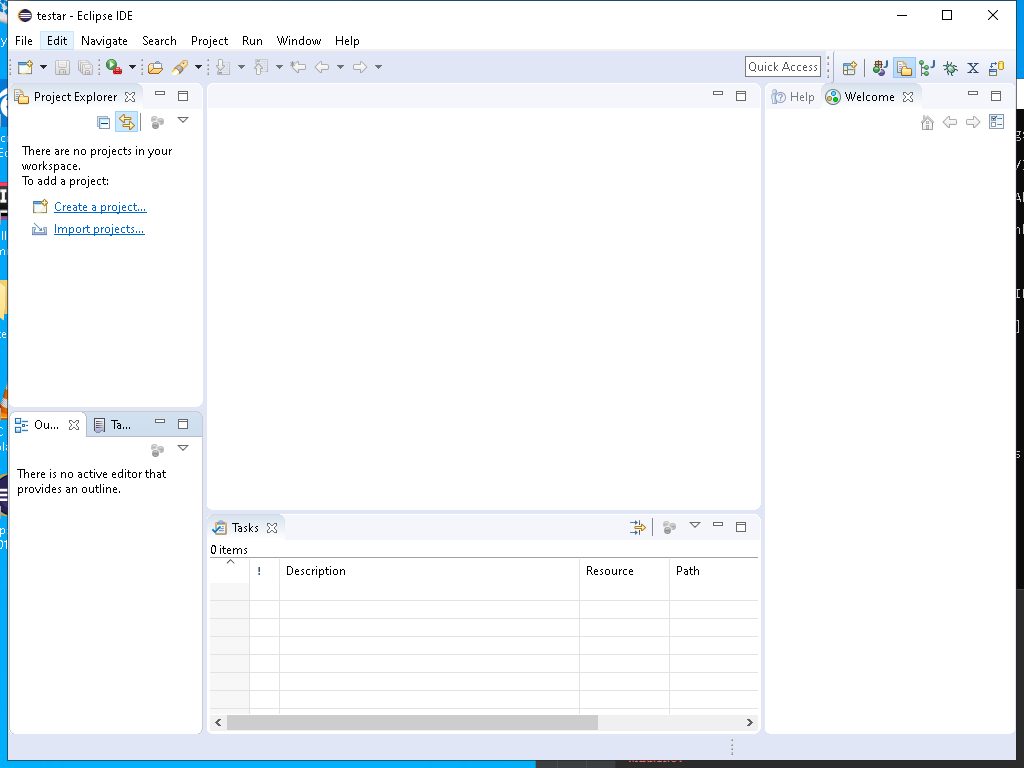 testar - Eclipse IDE
File Edit Navigate Search Project Run Window Help
Quick Access
Project Explorer
There are no projects in your
workspace.
To add a project:
Create a project...
Import projects...
Help Welcome
Ou... Ta...
There is no active editor that
provides an outline.
Tasks
0 items
! Description Resource Path